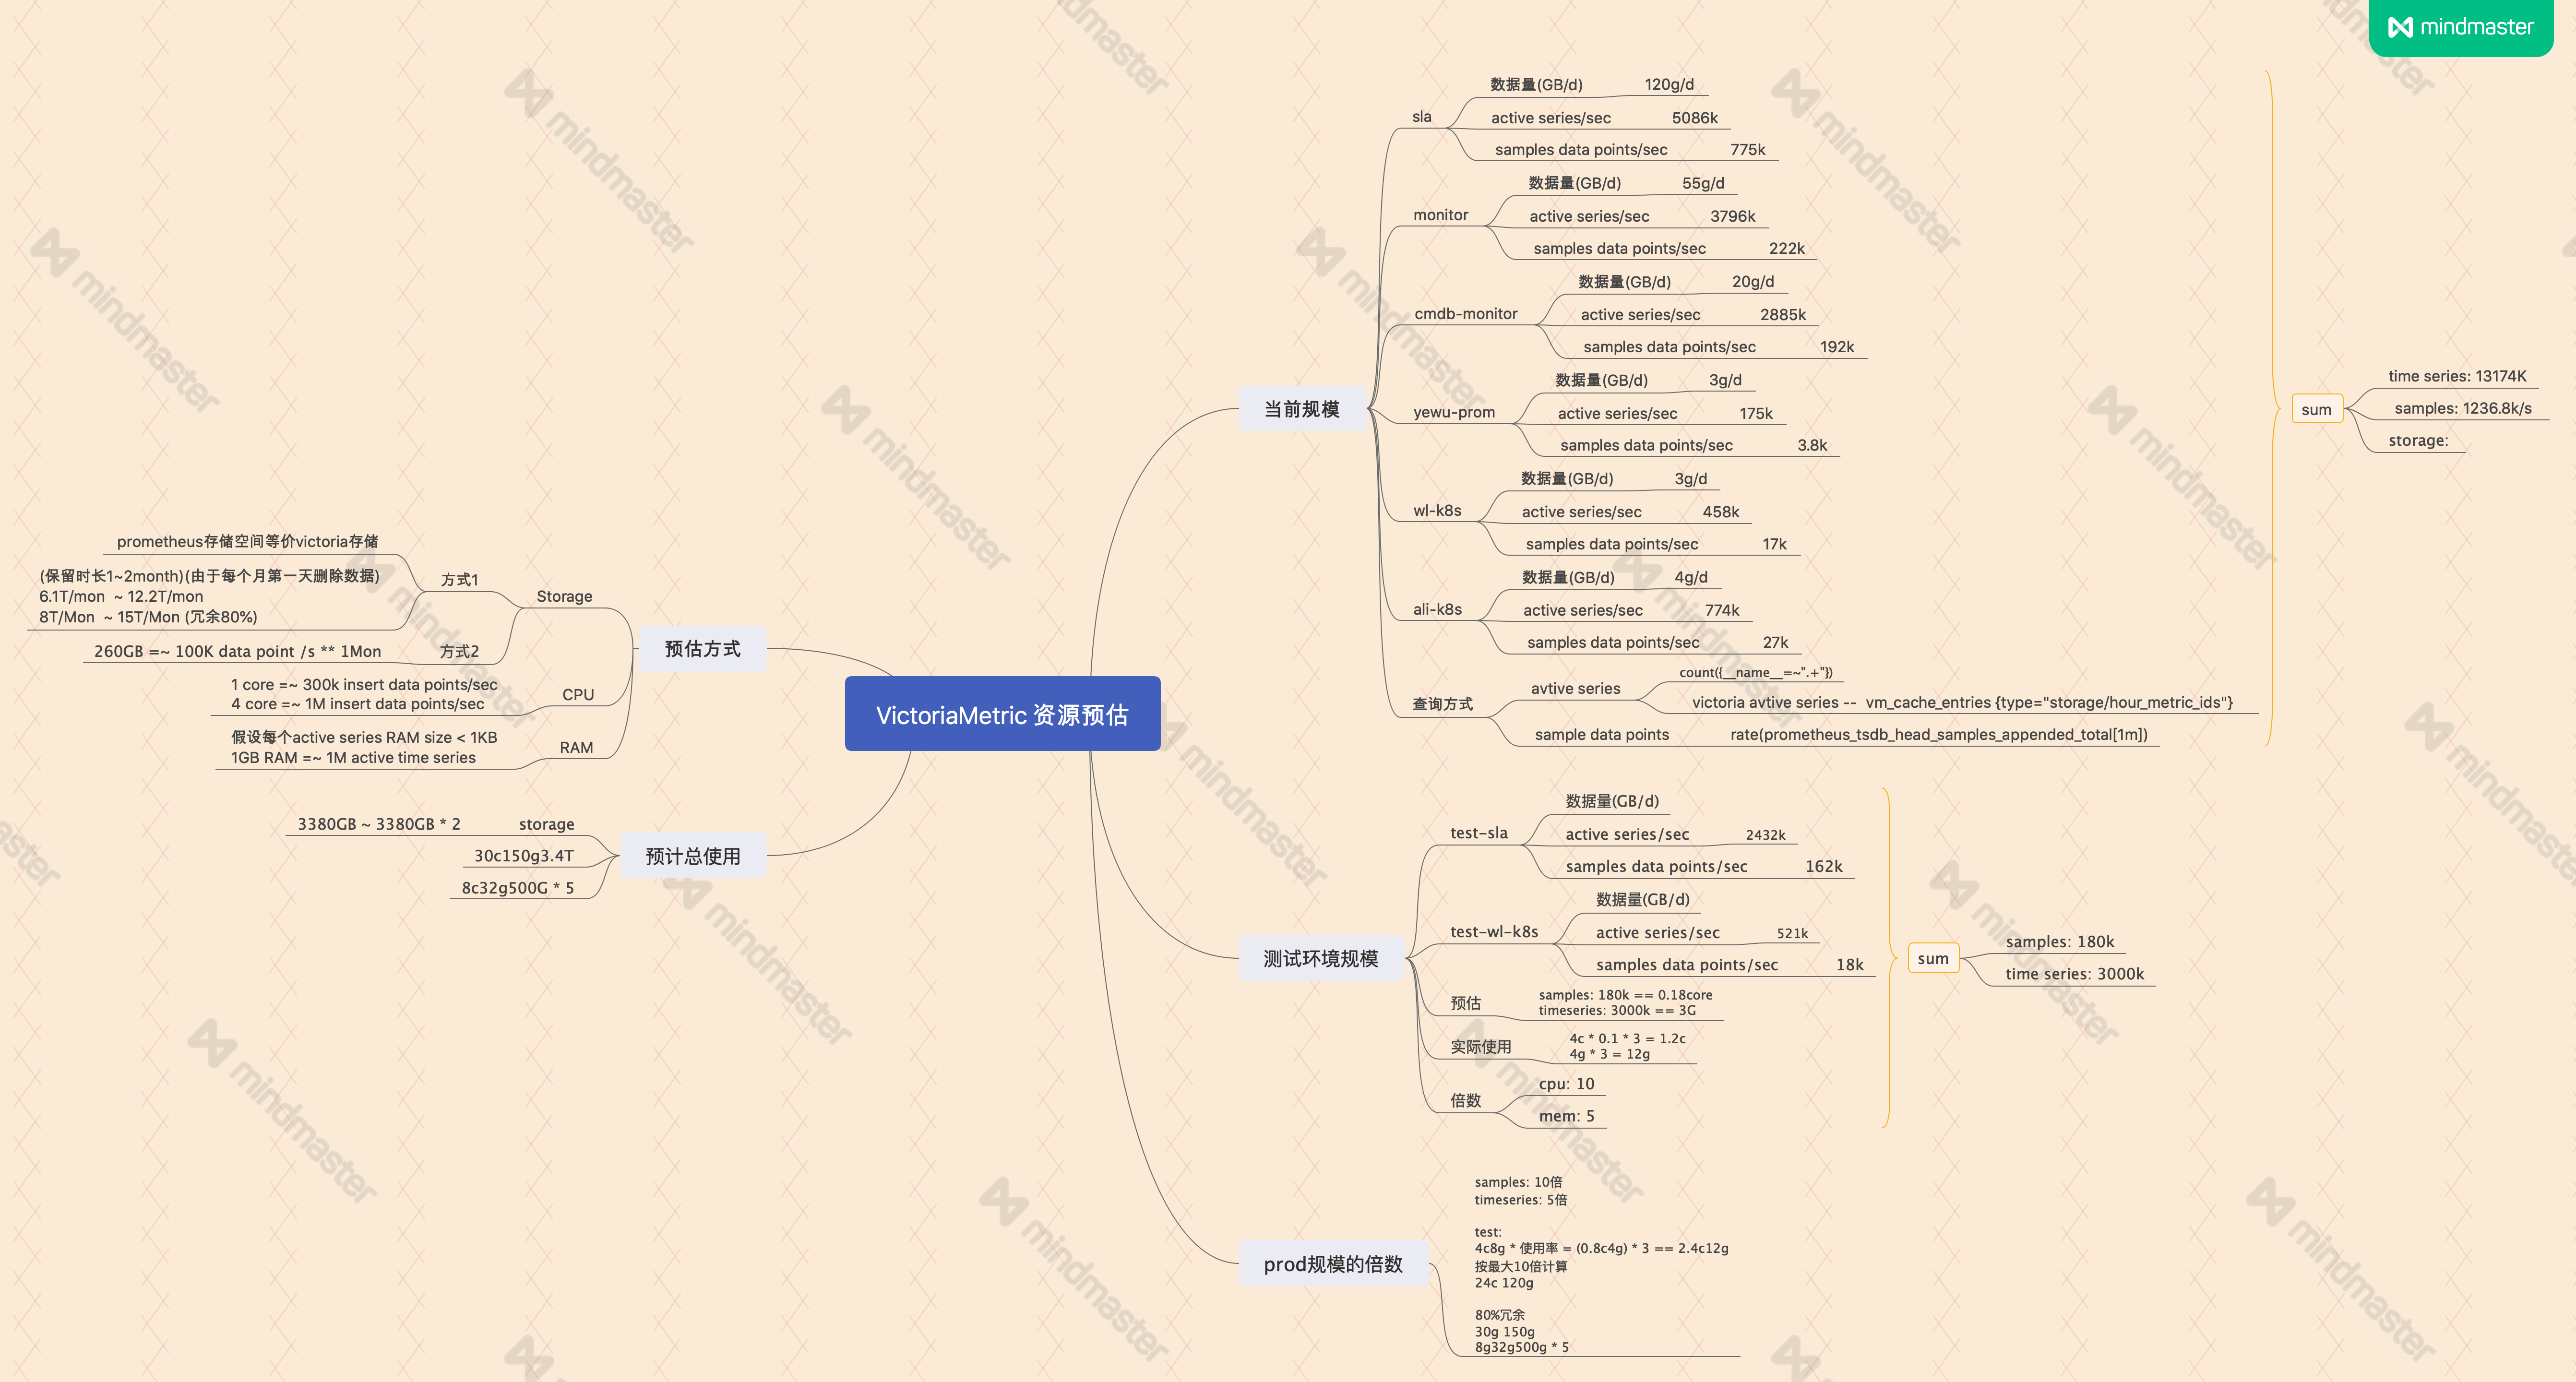 mindmaster
VictoriaMetric 资源预估
当前规模
sla
数据量(GB/d) 120g/d
active series/sec 5086k
samples data points/sec 775k
monitor
数据量(GB/d) 55g/d
active series/sec 3796k
samples data points/sec 222k
cmdb-monitor
数据量(GB/d) 20g/d
active series/sec 2885k
samples data points/sec 192k
yewu-prom
数据量(GB/d) 3g/d
active series/sec 175k
samples data points/sec 3.8k
wl-k8s
数据量(GB/d) 3g/d
active series/sec 458k
samples data points/sec 17k
ali-k8s
数据量(GB/d) 4g/d
active series/sec 774k
samples data points/sec 27k
查询方式
avtive series
count({__name__=~".+"})
victoria avtive series -- vm_cache_entries {type="storage/hour_metric_ids"}
sample data points rate(prometheus_tsdb_head_samples_appended_total[1m])
sum
time series: 13174K
samples: 1236.8k/s
storage:
测试环境规模
test-sla
数据量(GB/d)
active series/sec 2432k
samples data points/sec 162k
test-wl-k8s
数据量(GB/d)
active series/sec 521k
samples data points/sec 18k
预估
samples: 180k == 0.18core
timeseries: 3000k == 3G
实际使用
4c * 0.1 * 3 = 1.2c
4g * 3 = 12g
倍数
cpu: 10
mem: 5
sum
samples: 180k
time series: 3000k
prod规模的倍数
samples: 10倍
timeseries: 5倍
test:
4c8g * 使用率 = (0.8c4g) * 3 == 2.4c12g
按最大10倍计算
24c 120g
80%冗余
30g 150g
8g32g500g * 5
预估方式
Storage
方式1
prometheus存储空间等价victoria存储
(保留时长1~2month)(由于每个月第一天删除数据)
6.1T/mon ~ 12.2T/mon
8T/Mon ~ 15T/Mon (冗余80%)
方式2
260GB =~ 100K data point /s ** 1Mon
CPU
1 core =~ 300k insert data points/sec
4 core =~ 1M insert data points/sec
RAM
假设每个active series RAM size < 1KB
1GB RAM =~ 1M active time series
预计总使用
storage
3380GB ~ 3380GB * 2
30c150g3.4T
8c32g500G * 5